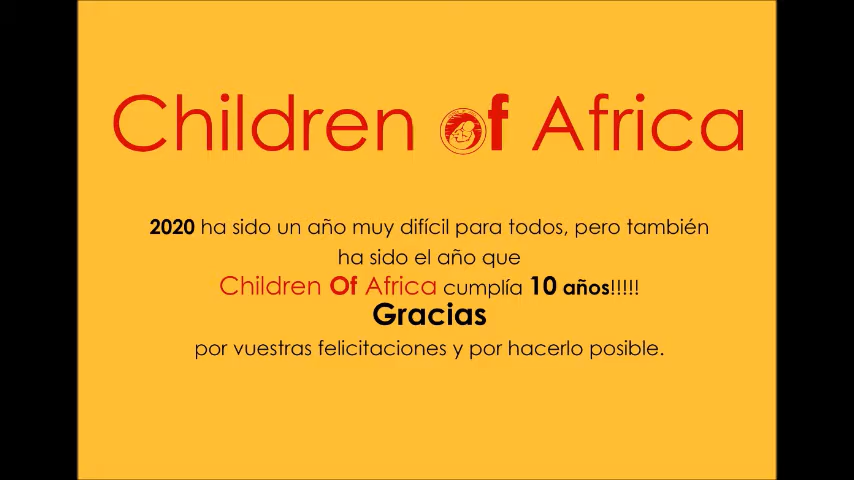 Children of Africa
2020 ha sido un año muy difícil para todos, pero también
ha sido el año que
Children Of Africa cumplía 10 años!!!!!
Gracias
por vuestras felicitaciones y por hacerlo posible.